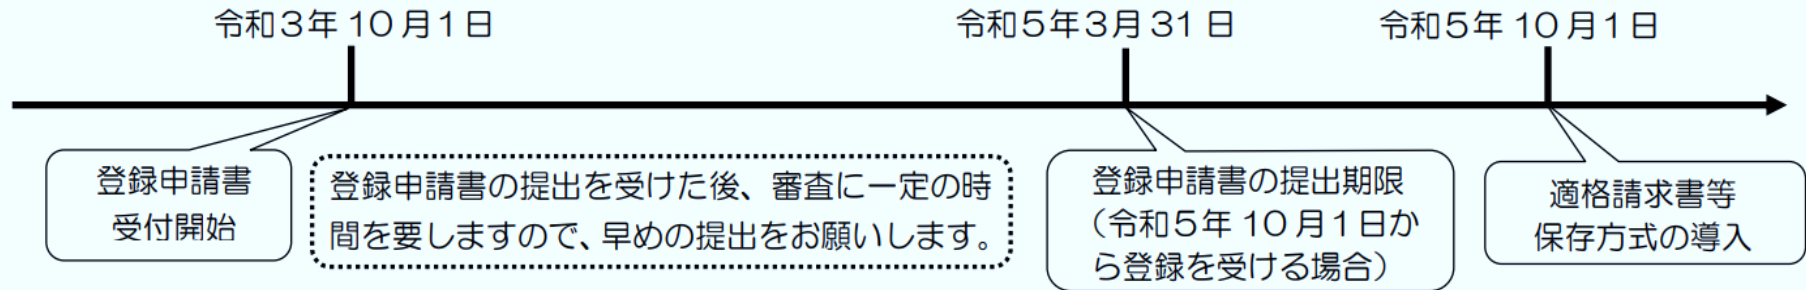 令和3年10月1日
令和5年3月31日
令和5年10月1日
登録申請書
受付開始
登録申請書の提出を受けた後、審査に一定の時
間を要しますので、早めの提出をお願いします。
登録申請書の提出期限
（令和5年10月1日か
ら登録を受ける場合）
適格請求書等
保存方式の導入